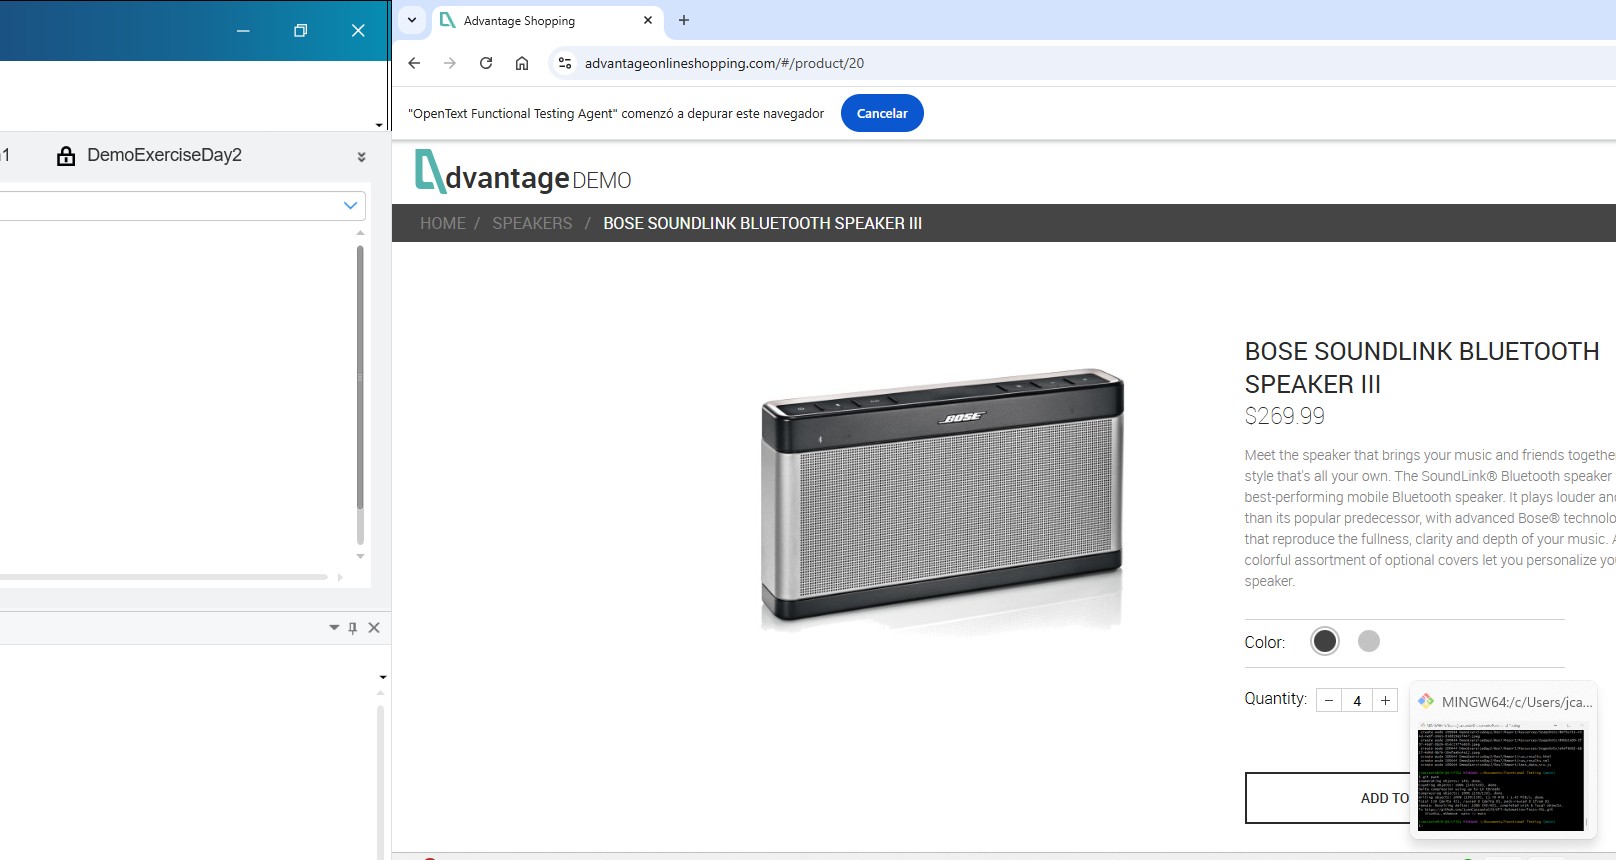 Advantage Shopping
advantageonlineshopping.com/#/product/20
"OpenText Functional Testing Agent" comenzó a depurar este navegador
Cancelar
1
DemoExerciseDay2
Advantage DEMO
HOME / SPEAKERS / BOSE SOUNDLINK BLUETOOTH SPEAKER III
BOSE
BOSE SOUNDLINK BLUETOOTH
SPEAKER III
$269.99
Meet the speaker that brings your music and friends together
style that's all your own. The SoundLink® Bluetooth speaker
best-performing mobile Bluetooth speaker. It plays louder and
than its popular predecessor, with advanced Bose® technolo
that reproduce the fullness, clarity and depth of your music. A
colorful assortment of optional covers let you personalize you
speaker.
Color:
Quantity: − 4 +
MINGW64:/c/Users/jca...
ADD TO